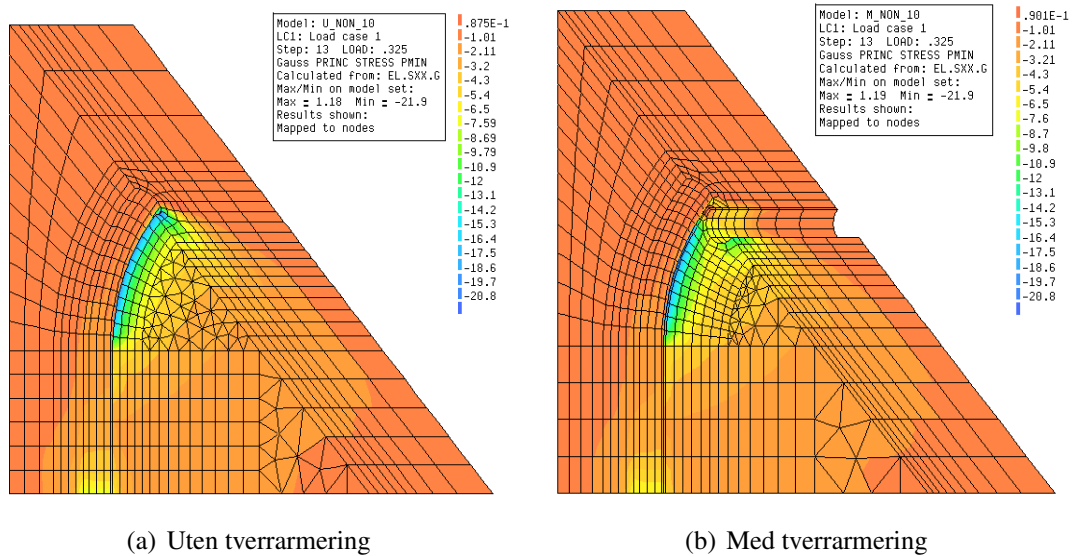 Model: U_NON_10
LC1: Load case 1
Step: 13 LOAD: .325
Gauss PRINC STRESS PMIN
Calculated from: EL.SXX.G
Max/Min on model set:
Max = 1.18 Min = -21.9
Results shown:
Mapped to nodes
.875E-1
-1.01
-2.11
-3.2
-4.3
-5.4
-6.5
-7.59
-8.69
-9.79
-10.9
-12
-13.1
-14.2
-15.3
-16.4
-17.5
-18.6
-19.7
-20.8
Model: M_NON_10
LC1: Load case 1
Step: 13 LOAD: .325
Gauss PRINC STRESS PMIN
Calculated from: EL.SXX.G
Max/Min on model set:
Max = 1.19 Min = -21.9
Results shown:
Mapped to nodes
.901E-1
-1.01
-2.11
-3.21
-4.3
-5.4
-6.5
-7.6
-8.7
-9.8
-10.9
-12
-13.1
-14.2
-15.3
-16.4
-17.5
-18.6
-19.7
-20.8
(a) Uten tverrarmering
(b) Med tverrarmering